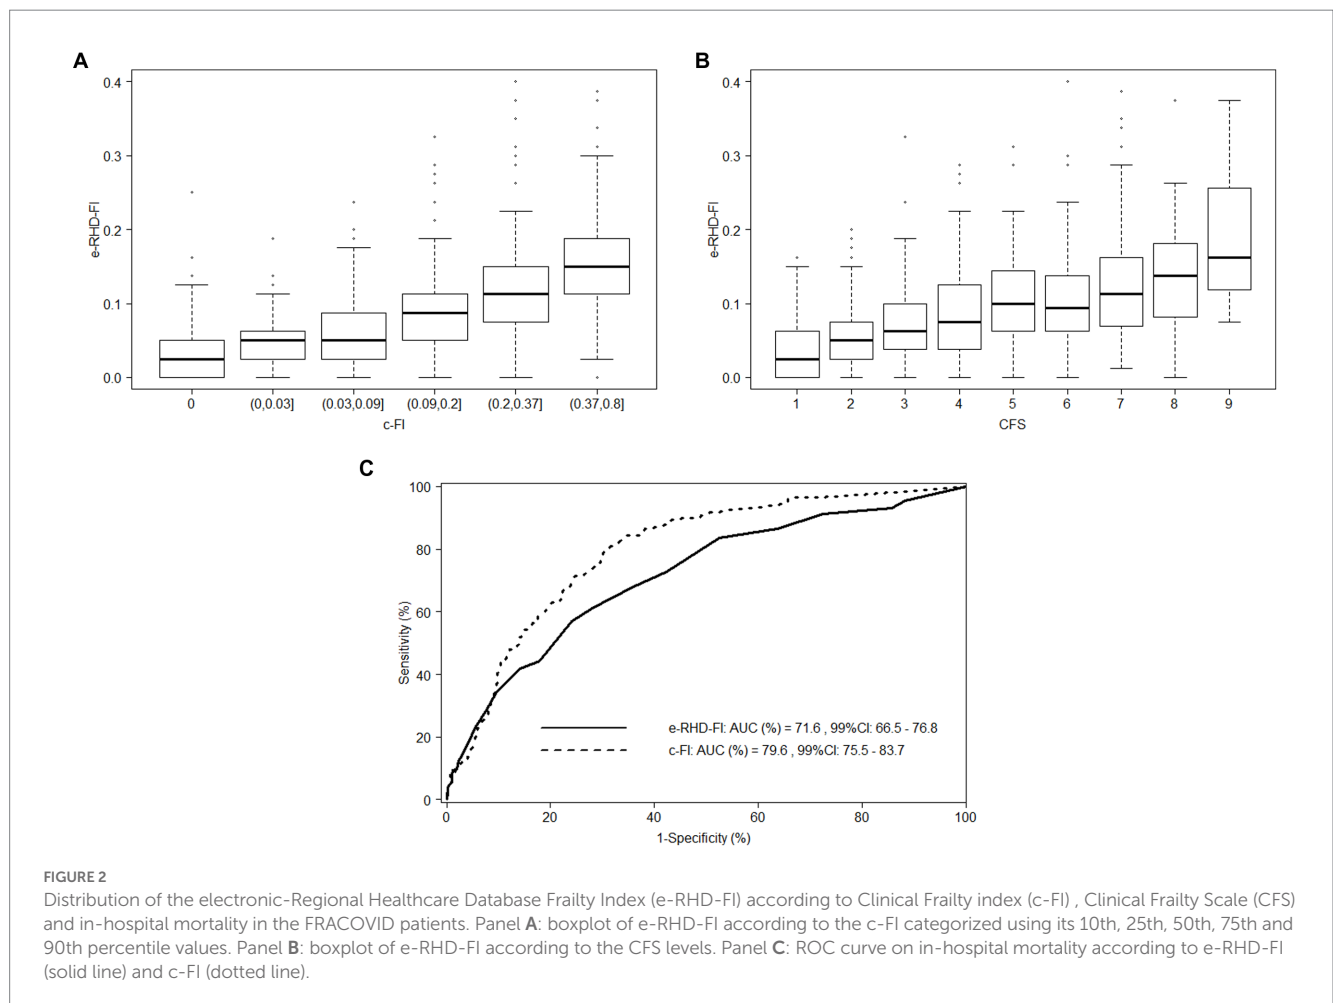 A
0.4
0.3
0.2
0.1
0.0
e-RHD-FI
0 (0,0.03] (0.03,0.09] (0.09,0.2] (0.2,0.37] (0.37,0.8]
c-FI
B
0.4
0.3
0.2
0.1
0.0
e-RHD-FI
1 2 3 4 5 6 7 8 9
CFS
C
100
80
60
40
20
0
Sensitivity (%)
e-RHD-FI: AUC (%) = 71.6 , 99%CI: 66.5 - 76.8
c-FI: AUC (%) = 79.6 , 99%CI: 75.5 - 83.7
0 20 40 60 80 100
1-Specificity (%)
FIGURE 2
Distribution of the electronic-Regional Healthcare Database Frailty Index (e-RHD-FI) according to Clinical Frailty index (c-FI) , Clinical Frailty Scale (CFS)
and in-hospital mortality in the FRACOVID patients. Panel A: boxplot of e-RHD-FI according to the c-FI categorized using its 10th, 25th, 50th, 75th and
90th percentile values. Panel B: boxplot of e-RHD-FI according to the CFS levels. Panel C: ROC curve on in-hospital mortality according to e-RHD-FI
(solid line) and c-FI (dotted line).